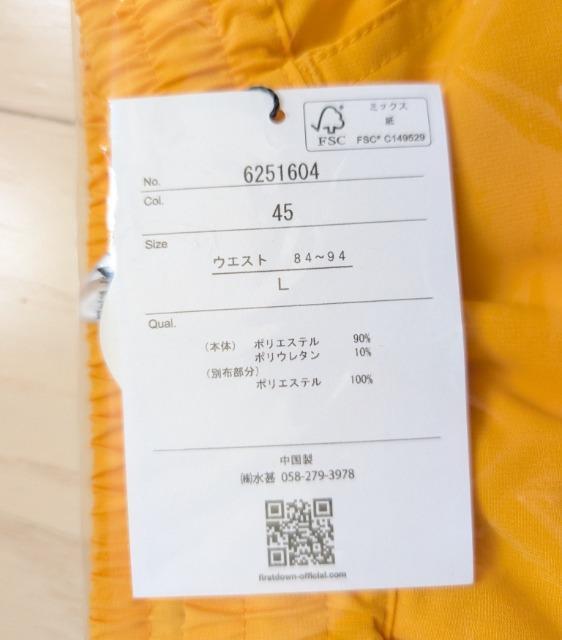 ミックス
紙
FSC
FSC® C149529
No. 6251604
Col.
45
Size
ウエスト 84~94
L
Qual.
(本体) ポリエステル 90%
ポリウレタン 10%
(別布部分)
ポリエステル 100%
中国製
㈱水甚 058-279-3978
firstdown-official.com